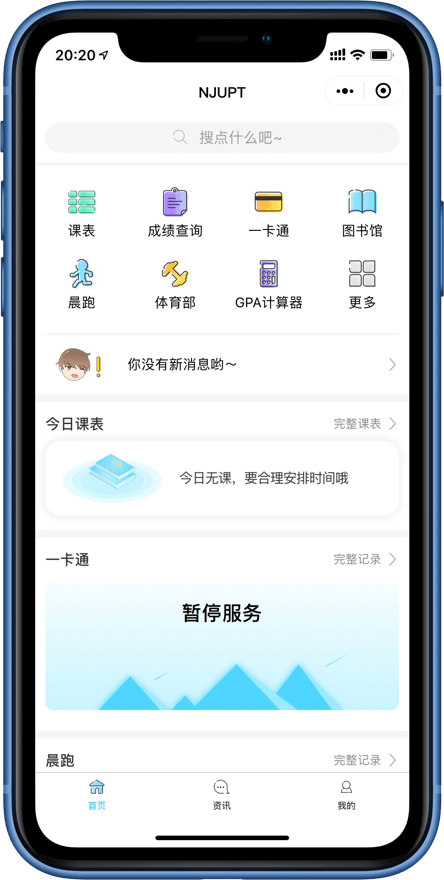 20:20
NJUPT
搜点什么吧~
课表 成绩查询 一卡通 图书馆
晨跑 体育部 GPA计算器 更多
你没有新消息哟～
今日课表 完整课表
今日无课，要合理安排时间哦
一卡通 完整记录
暂停服务
晨跑 完整记录
首页 资讯 我的